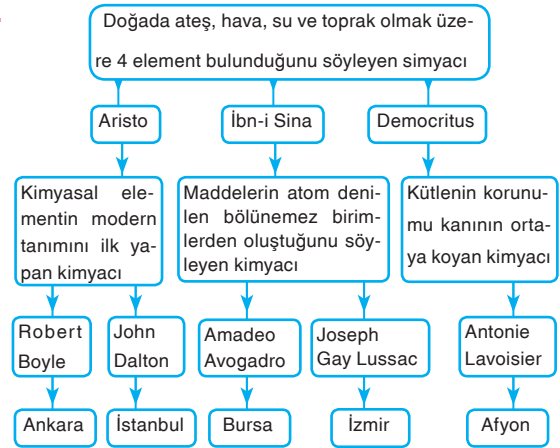 Doğada ateş, hava, su ve toprak olmak üze-
re 4 element bulunduğunu söyleyen simyacı
Aristo
İbn-i Sina
Democritus
Kimyasal ele-
mentin modern
tanımını ilk ya-
pan kimyacı
Maddelerin atom deni-
len bölünemez birim-
lerden oluştuğunu söy-
leyen kimyacı
Kütlenin korunu-
mu kanının orta-
ya koyan kimyacı
Robert
Boyle
John
Dalton
Amadeo
Avogadro
Joseph
Gay Lussac
Antonie
Lavoisier
Ankara
İstanbul
Bursa
İzmir
Afyon